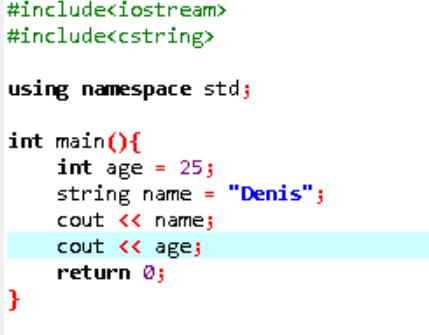 #include<iostream>
#include<cstring>
using namespace std;
int main(){
int age = 25;
string name = "Denis";
cout << name;
cout << age;
return 0;
}